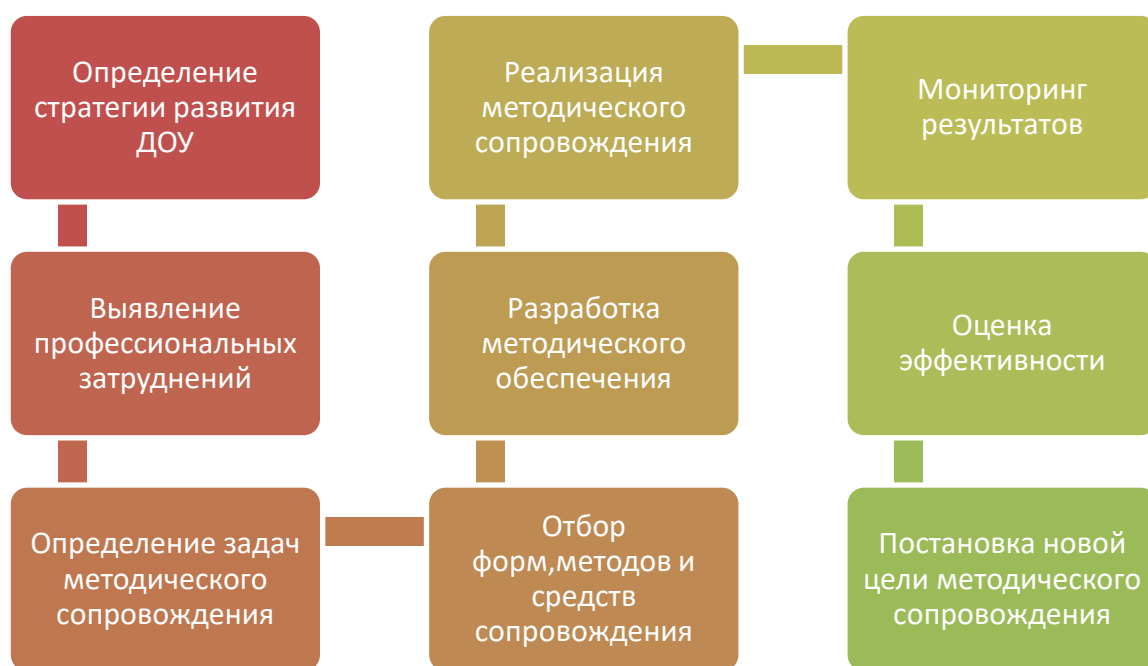 Определение
стратегии развития
ДОУ
Выявление
профессиональных
затруднений
Определение задач
методического
сопровождения
Отбор
форм,методов и
средств
сопровождения
Разработка
методического
обеспечения
Реализация
методического
сопровождения
Мониторинг
результатов
Оценка
эффективности
Постановка новой
цели методического
сопровождения